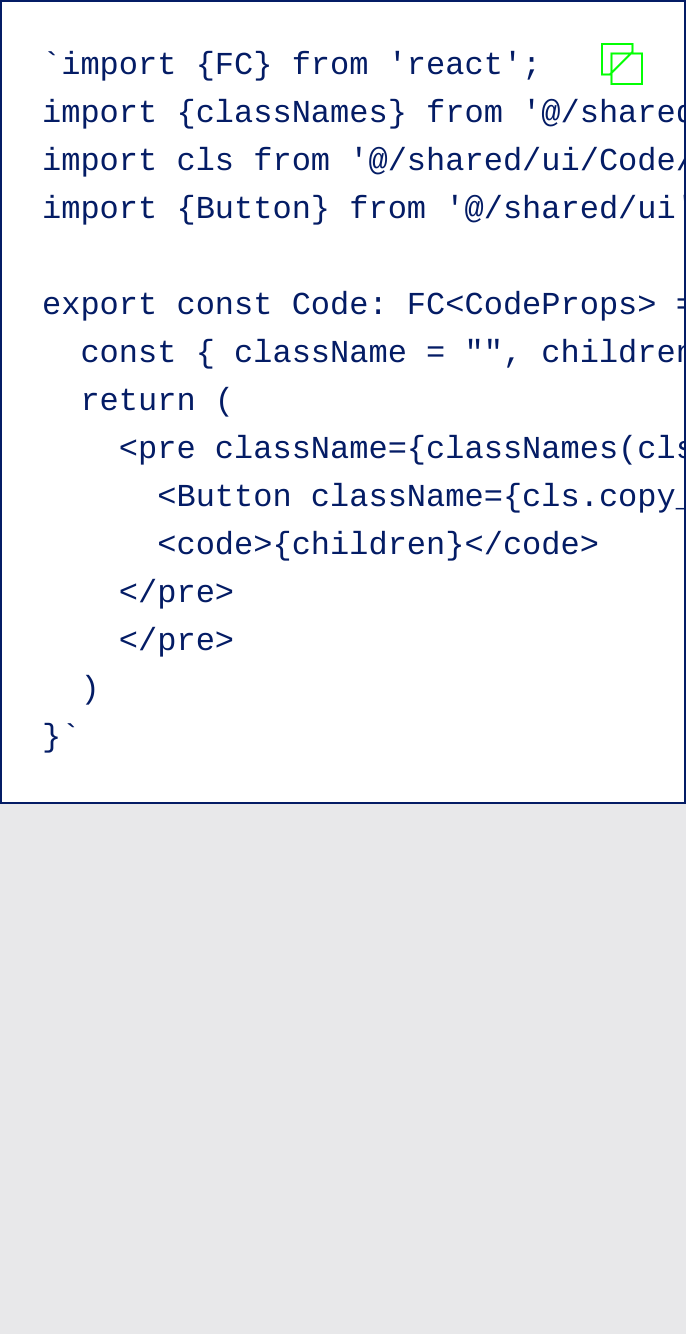 `import {FC} from 'react';
import {classNames} from '@/shared
import cls from '@/shared/ui/Code/
import {Button} from '@/shared/ui'
export const Code: FC<CodeProps> =
const { className = "", children
return (
<pre className={classNames(cls
<Button className={cls.copy_
<code>{children}</code>
</pre>
</pre>
)
}`